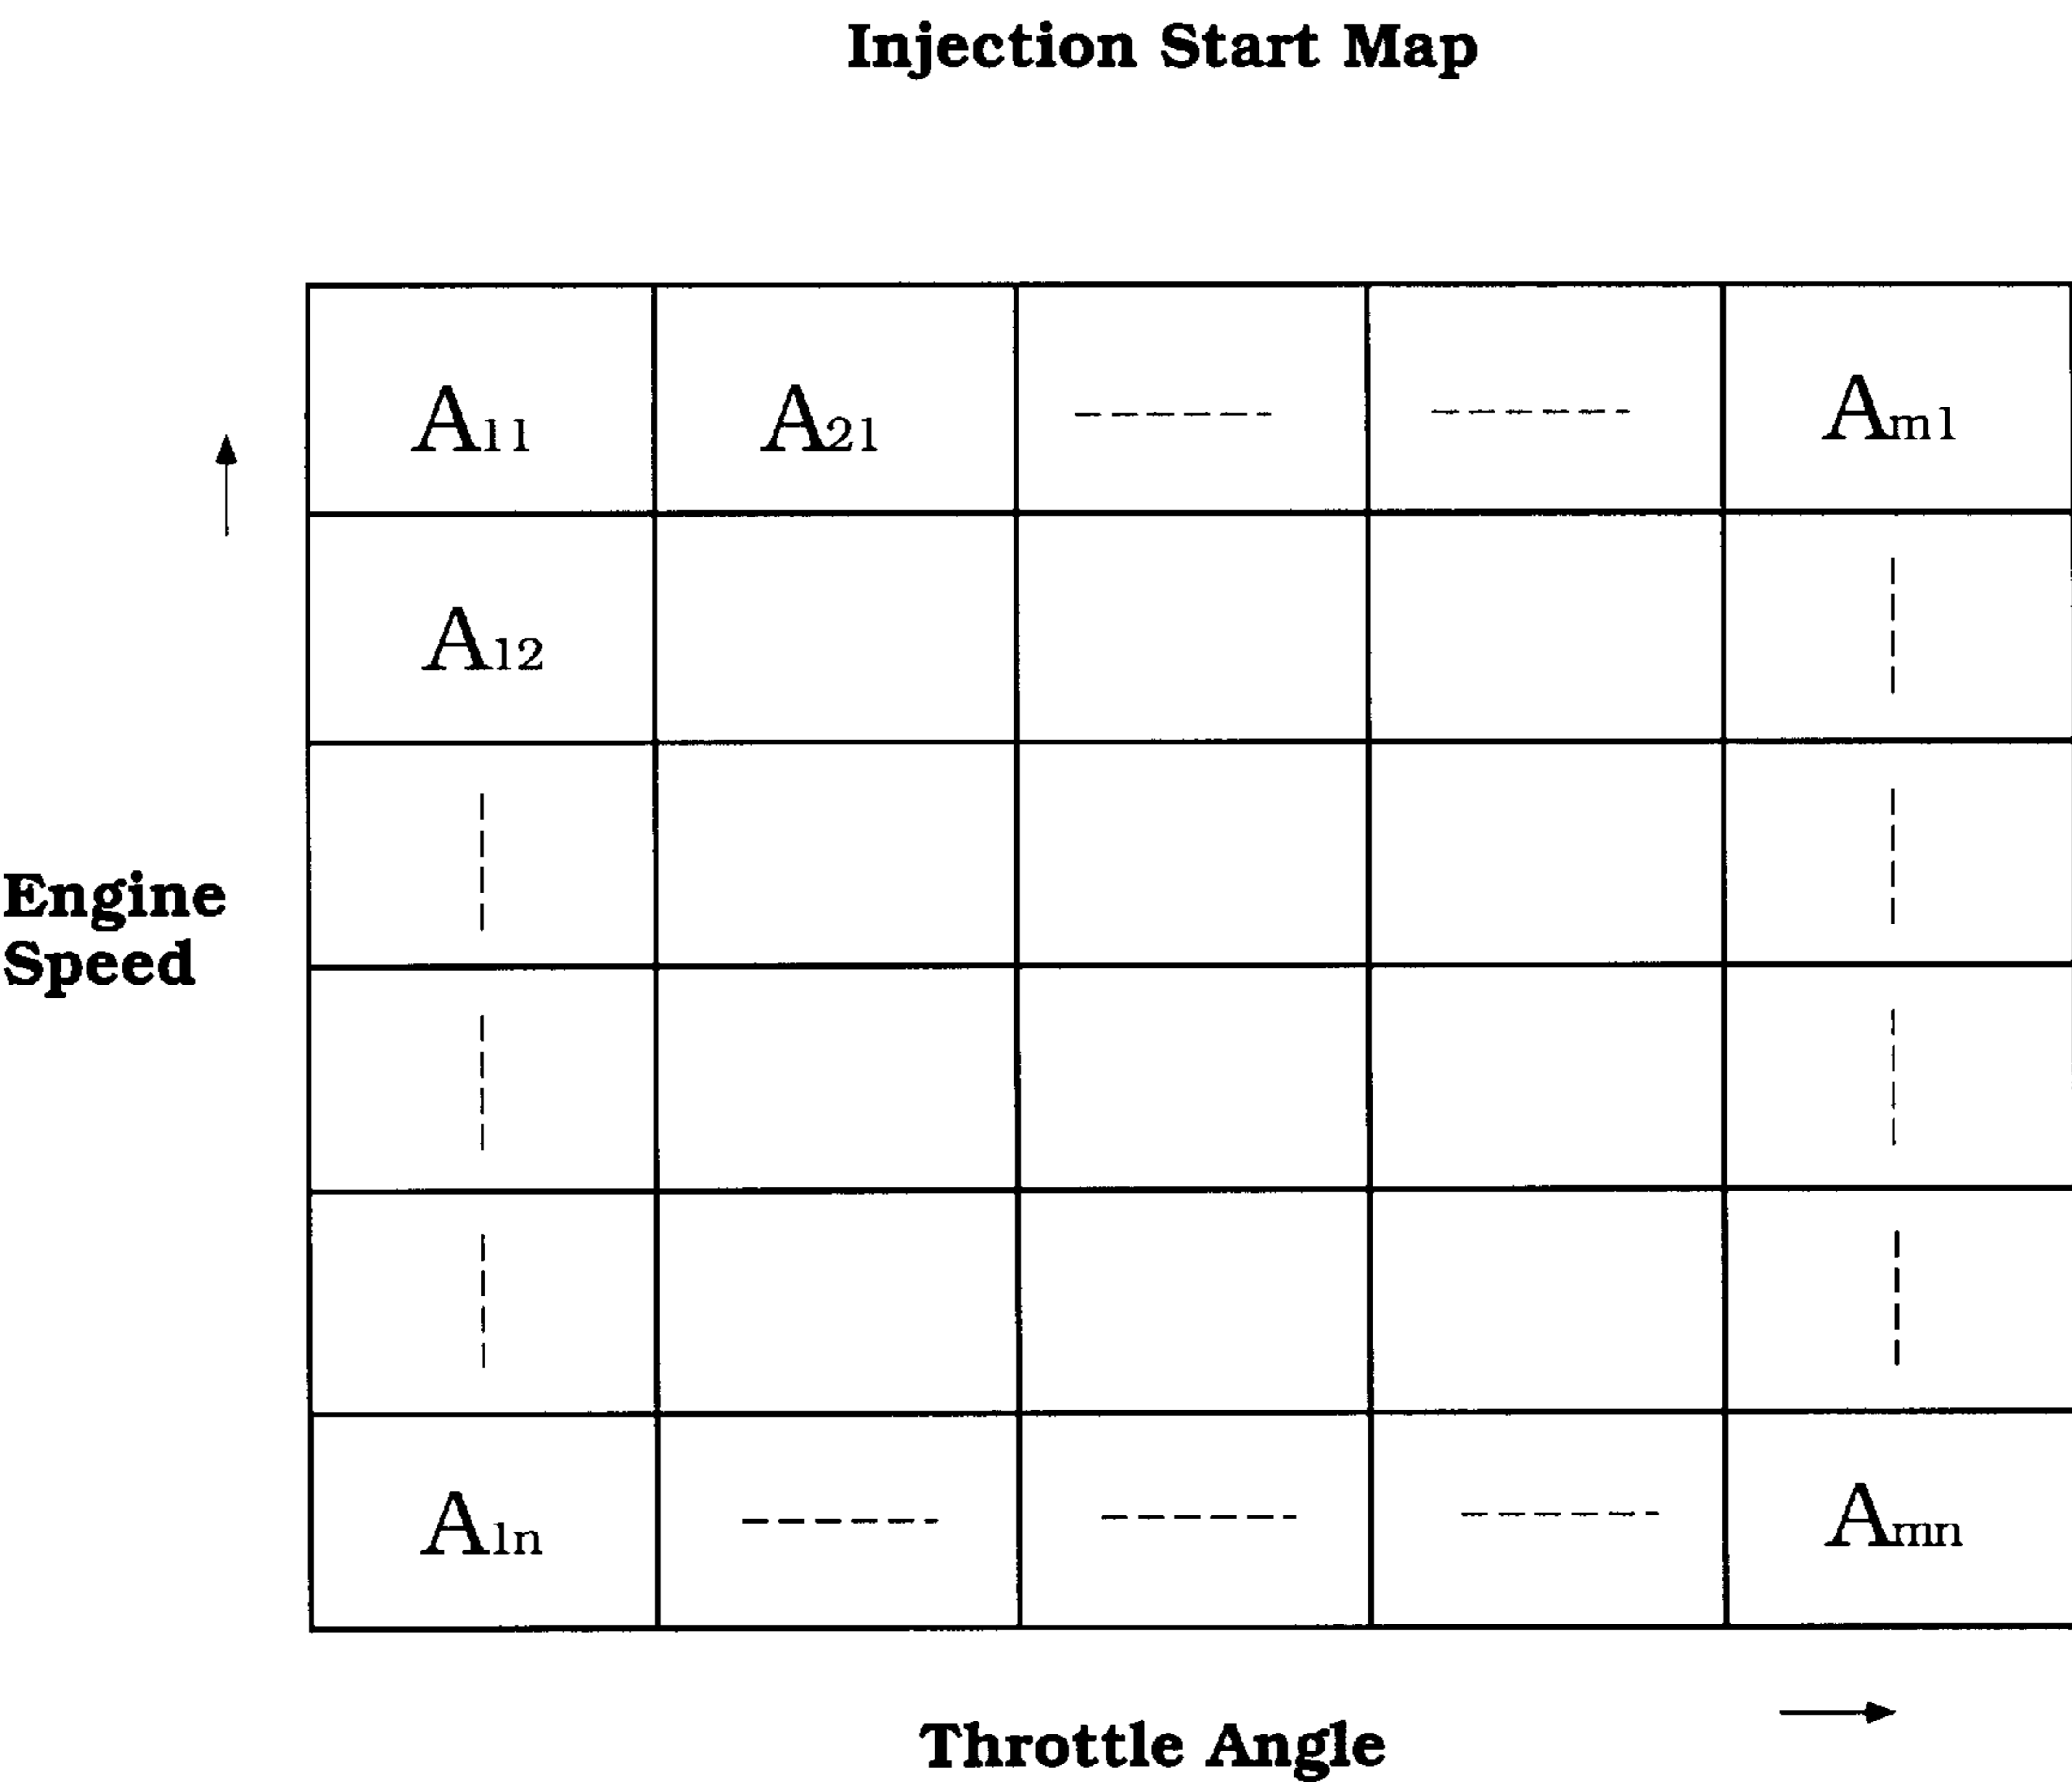 Injection Start Map
A11 A21 Am1
A12
Engine
Speed
A1n Amn
Throttle Angle